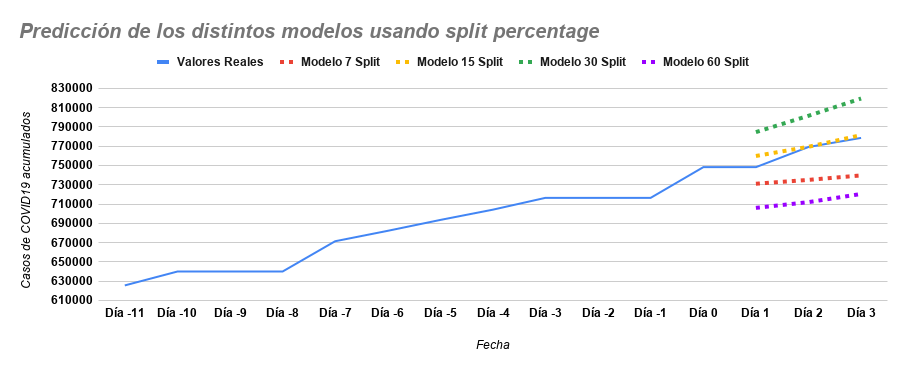 Predicción de los distintos modelos usando split percentage
Valores Reales Modelo 7 Split Modelo 15 Split Modelo 30 Split Modelo 60 Split
Casos de COVID19 acumulados
830000
810000
790000
770000
750000
730000
710000
690000
670000
650000
630000
610000
Día -11 Día -10 Día -9 Día -8 Día -7 Día -6 Día -5 Día -4 Día -3 Día -2 Día -1 Día 0 Día 1 Día 2 Día 3
Fecha